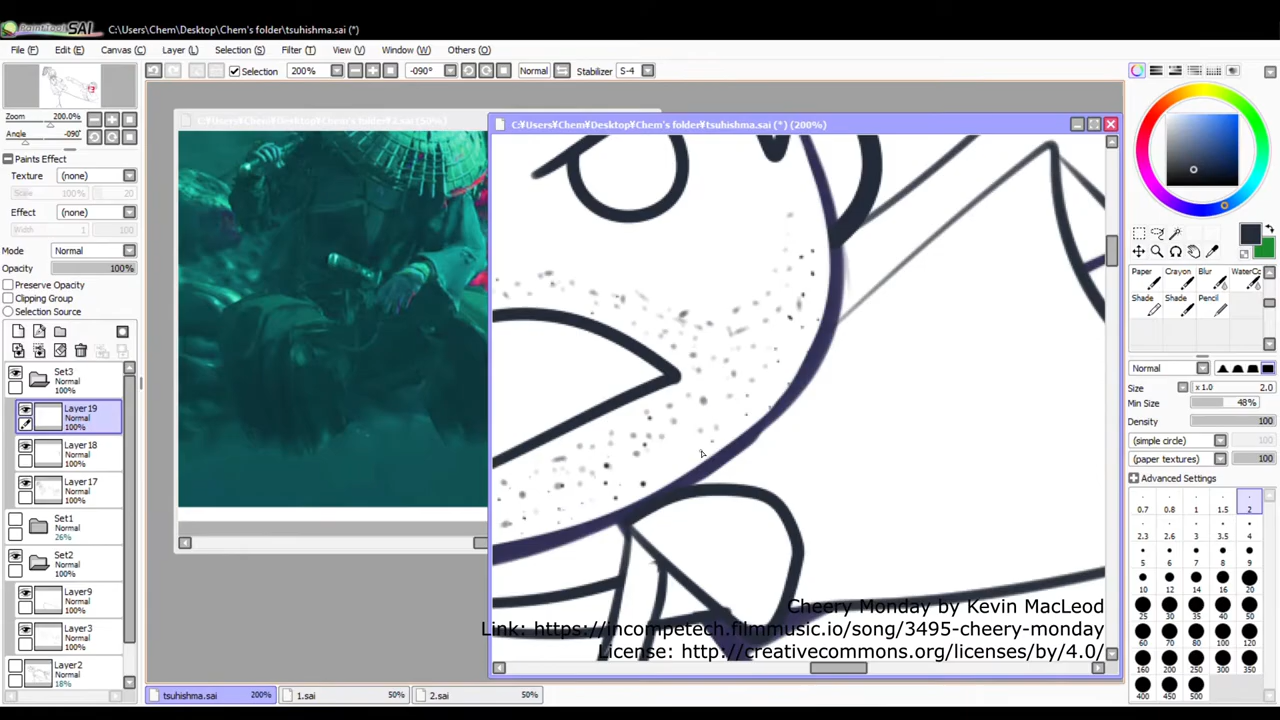 PaintTool SAI C:\Users\Chem\Desktop\Chem's folder\tsuhishma.sai (*)
File (F) Edit (E) Canvas (C) Layer (L) Selection (S) Filter (T) View (V) Window (W) Others (O)
Selection 200% -090° Normal Stabilizer S-4
C:\Users¥Chem¥Desktop¥Chem's folder¥tsuhishma.sai (*) (200%)
Zoom 200.0%
Angle -090°
Paints Effect
Texture (none)
Scale 100% 20
Effect (none)
Width 1 100
Mode Normal
Opacity 100%
Preserve Opacity
Clipping Group
Selection Source
Set3
Normal
100%
Layer19
Normal
100%
Layer18
Normal
100%
Layer17
Normal
100%
Set1
Normal
26%
Set2
Normal
100%
Layer9
Normal
100%
Layer3
Normal
100%
Layer2
Normal
18%
Paper Crayon Blur WaterCo
Shade Shade Pencil
Normal
Size x 1.0 2.0
Min Size 48%
Density 100
(simple circle) 100
(paper textures) 100
Advanced Settings
0.7 0.8 1 1.5 2
2.3 2.6 3 3.5 4
5 6 7 8 9
10 12 14 16 20
25 30 35 40 50
60 70 80 100 120
160 200 250 300 350
400 450 500
Cheery Monday by Kevin MacLeod
Link: https://incompetech.filmmusic.io/song/3495-cheery-monday
License: http://creativecommons.org/licenses/by/4.0/
tsuhishma.sai 200% 1.sai 50% 2.sai 50%